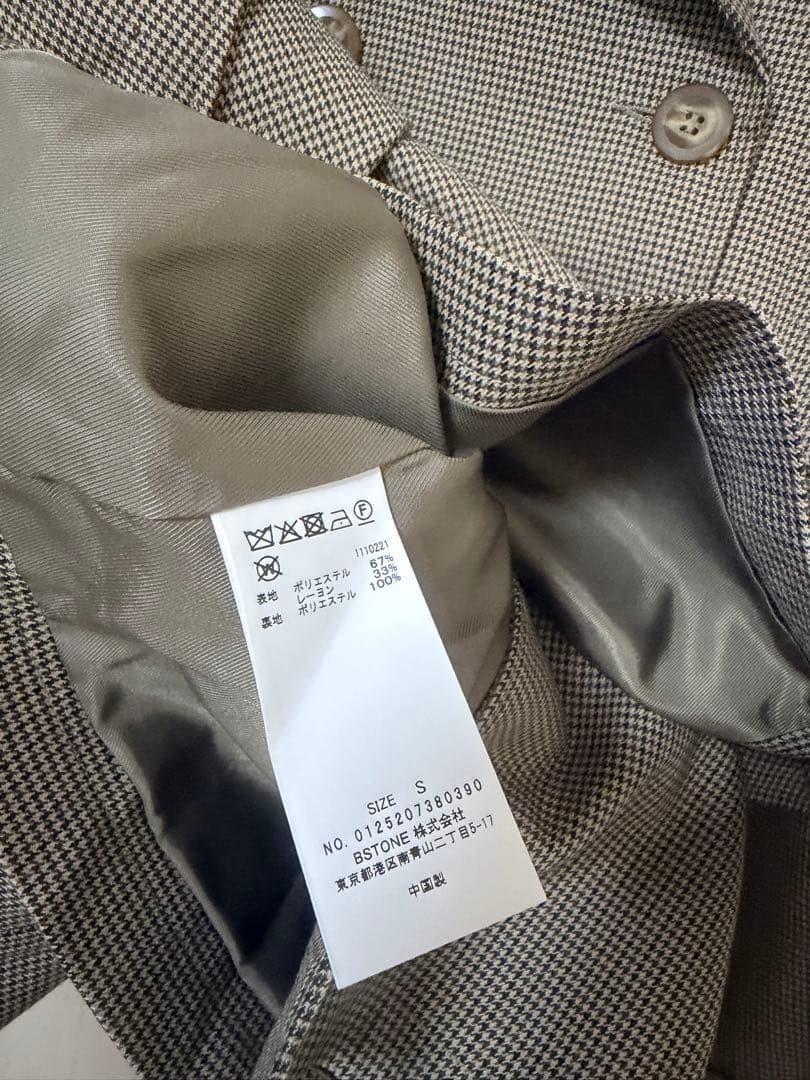 F
1110221
W
表地 ポリエステル 67%
レーヨン 33%
裏地 ポリエステル 100%
SIZE S
NO. 0125207380390
BSTONE 株式会社
東京都港区南青山二丁目5-17
中国製